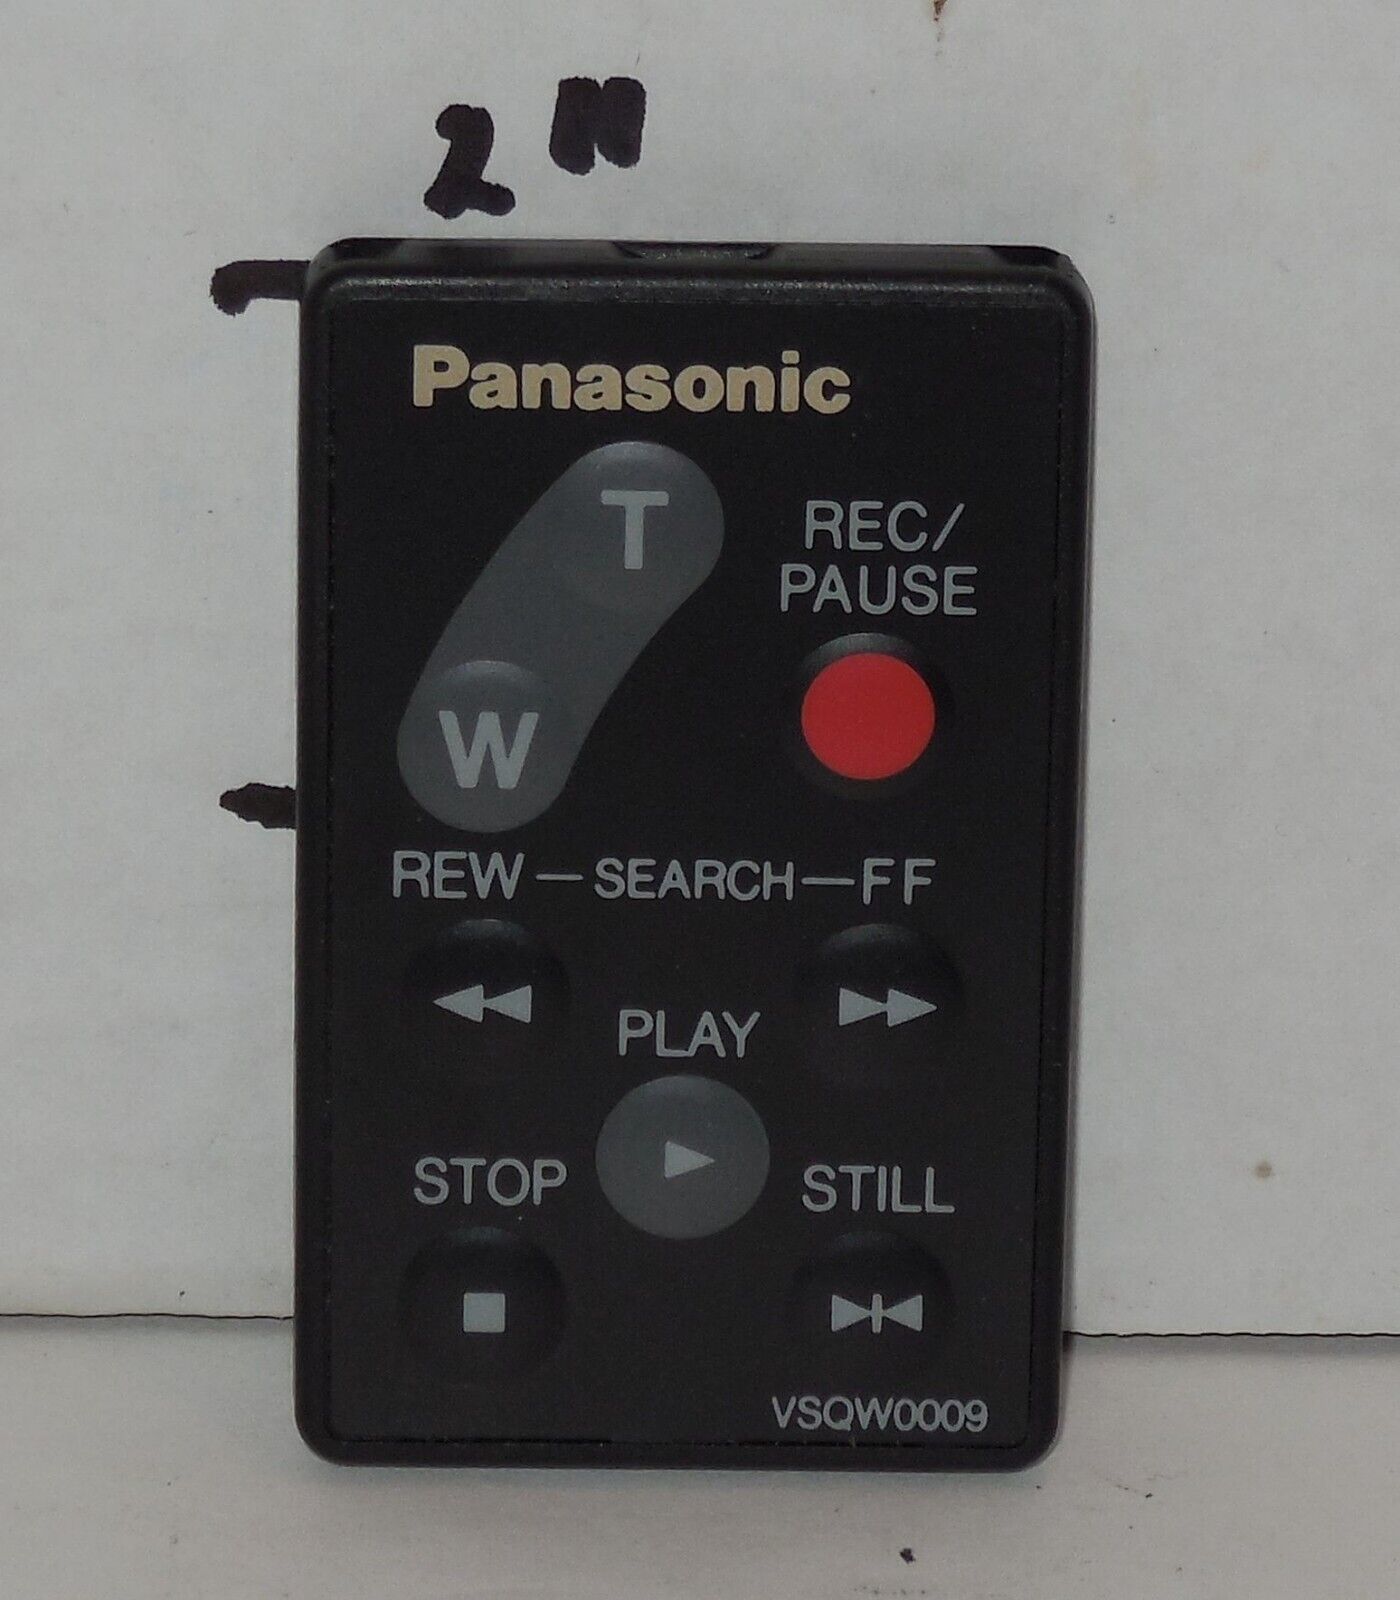 2"
Panasonic
T
REC/
PAUSE
W
REW – SEARCH – FF
PLAY
STOP
STILL
VSQW0009